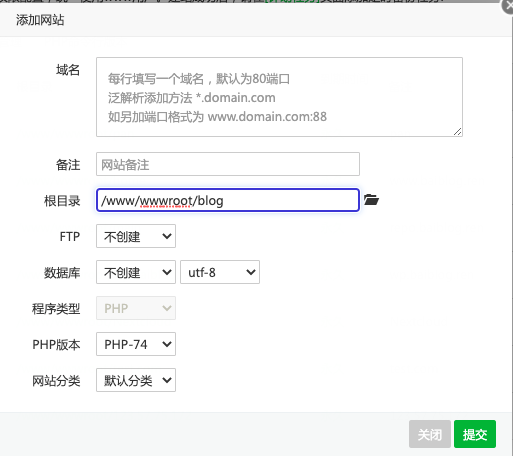 添加网站
域名
每行填写一个域名，默认为80端口
泛解析添加方法 *.domain.com
如另加端口格式为 www.domain.com:88
备注
网站备注
根目录
/www/wwwroot/blog
FTP
不创建
数据库
不创建
utf-8
程序类型
PHP
PHP版本
PHP-74
网站分类
默认分类
关闭
提交